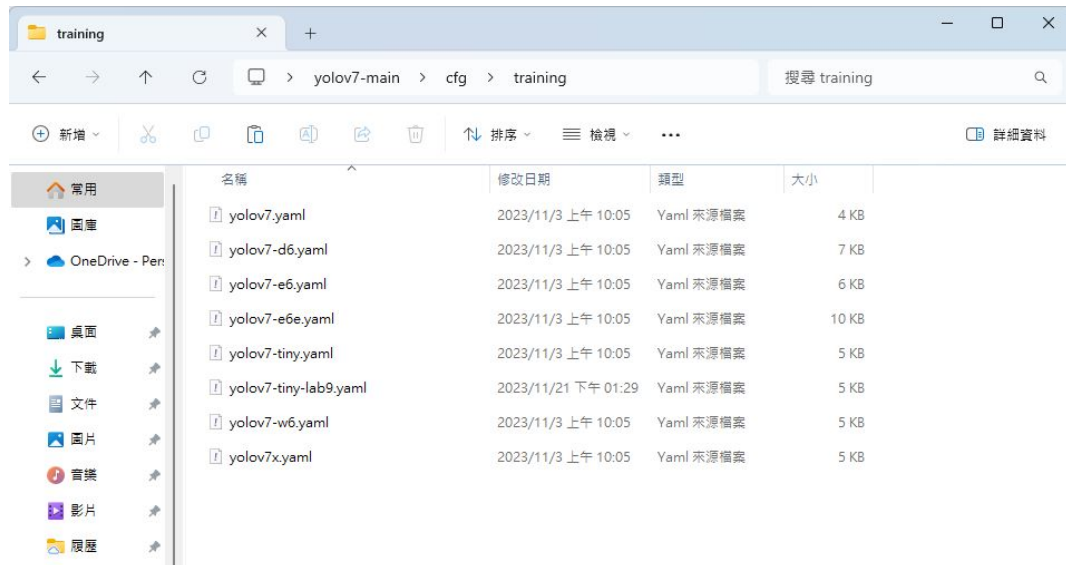 training
yolov7-main > cfg > training
搜尋 training
新增
排序
檢視
詳細資料
常用
圖庫
OneDrive - Pers
桌面
下載
文件
圖片
音樂
影片
履歷
名稱 修改日期 類型 大小
yolov7.yaml 2023/11/3 上午 10:05 Yaml 來源檔案 4 KB
yolov7-d6.yaml 2023/11/3 上午 10:05 Yaml 來源檔案 7 KB
yolov7-e6.yaml 2023/11/3 上午 10:05 Yaml 來源檔案 6 KB
yolov7-e6e.yaml 2023/11/3 上午 10:05 Yaml 來源檔案 10 KB
yolov7-tiny.yaml 2023/11/3 上午 10:05 Yaml 來源檔案 5 KB
yolov7-tiny-lab9.yaml 2023/11/21 下午 01:29 Yaml 來源檔案 5 KB
yolov7-w6.yaml 2023/11/3 上午 10:05 Yaml 來源檔案 5 KB
yolov7x.yaml 2023/11/3 上午 10:05 Yaml 來源檔案 5 KB